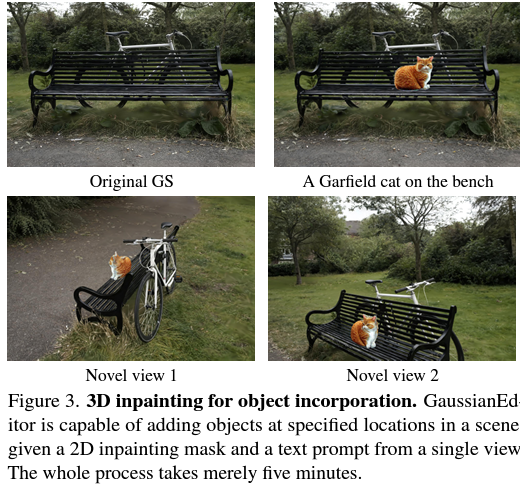 Original GS
A Garfield cat on the bench
Novel view 1
Novel view 2
Figure 3. 3D inpainting for object incorporation. GaussianEd-
itor is capable of adding objects at specified locations in a scene
given a 2D inpainting mask and a text prompt from a single view
The whole process takes merely five minutes.